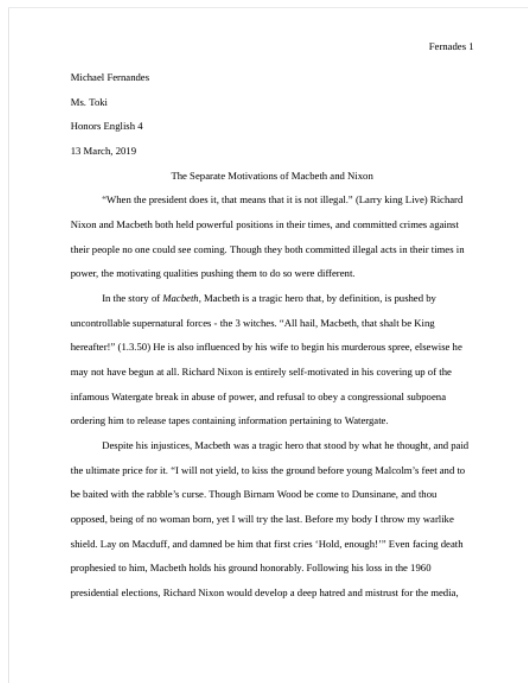 Fernades 1
Michael Fernandes
Ms. Toki
Honors English 4
13 March, 2019
The Separate Motivations of Macbeth and Nixon
“When the president does it, that means that it is not illegal.” (Larry king Live) Richard
Nixon and Macbeth both held powerful positions in their times, and committed crimes against
their people no one could see coming. Though they both committed illegal acts in their times in
power, the motivating qualities pushing them to do so were different.
In the story of Macbeth, Macbeth is a tragic hero that, by definition, is pushed by
uncontrollable supernatural forces - the 3 witches. “All hail, Macbeth, that shalt be King
hereafter!” (1.3.50) He is also influenced by his wife to begin his murderous spree, elsewise he
may not have begun at all. Richard Nixon is entirely self-motivated in his covering up of the
infamous Watergate break in abuse of power, and refusal to obey a congressional subpoena
ordering him to release tapes containing information pertaining to Watergate.
Despite his injustices, Macbeth was a tragic hero that stood by what he thought, and paid
the ultimate price for it. “I will not yield, to kiss the ground before young Malcolm’s feet and to
be baited with the rabble’s curse. Though Birnam Wood be come to Dunsinane, and thou
opposed, being of no woman born, yet I will try the last. Before my body I throw my warlike
shield. Lay on Macduff, and damned be him that first cries ‘Hold, enough!’” Even facing death
prophesied to him, Macbeth holds his ground honorably. Following his loss in the 1960
presidential elections, Richard Nixon would develop a deep hatred and mistrust for the media,